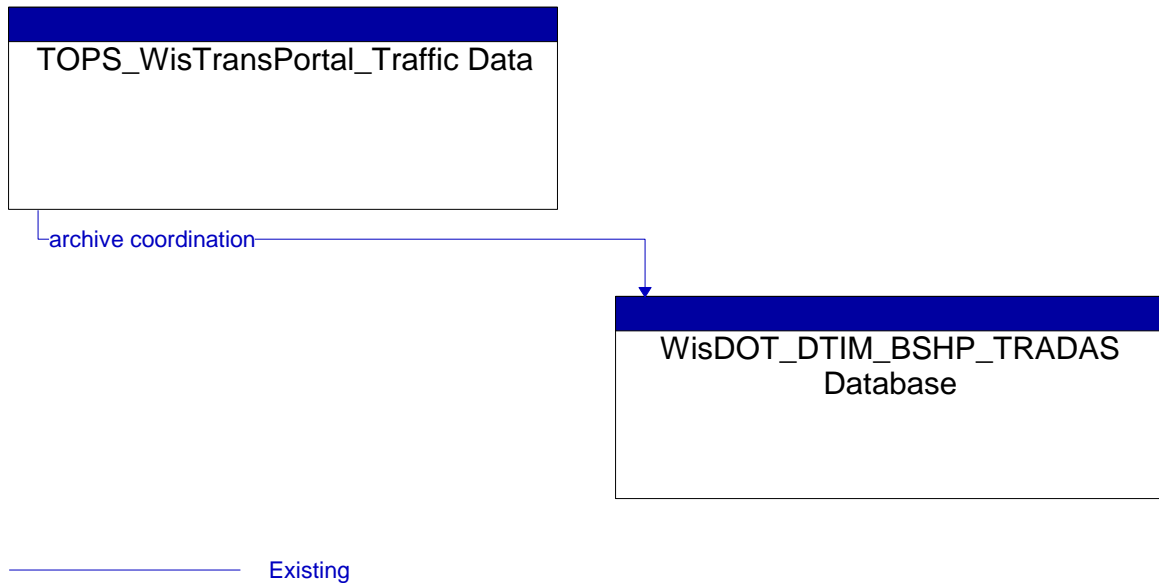 TOPS_WisTransPortal_Traffic Data
archive coordination
WisDOT_DTIM_BSHP_TRADAS
Database
Existing